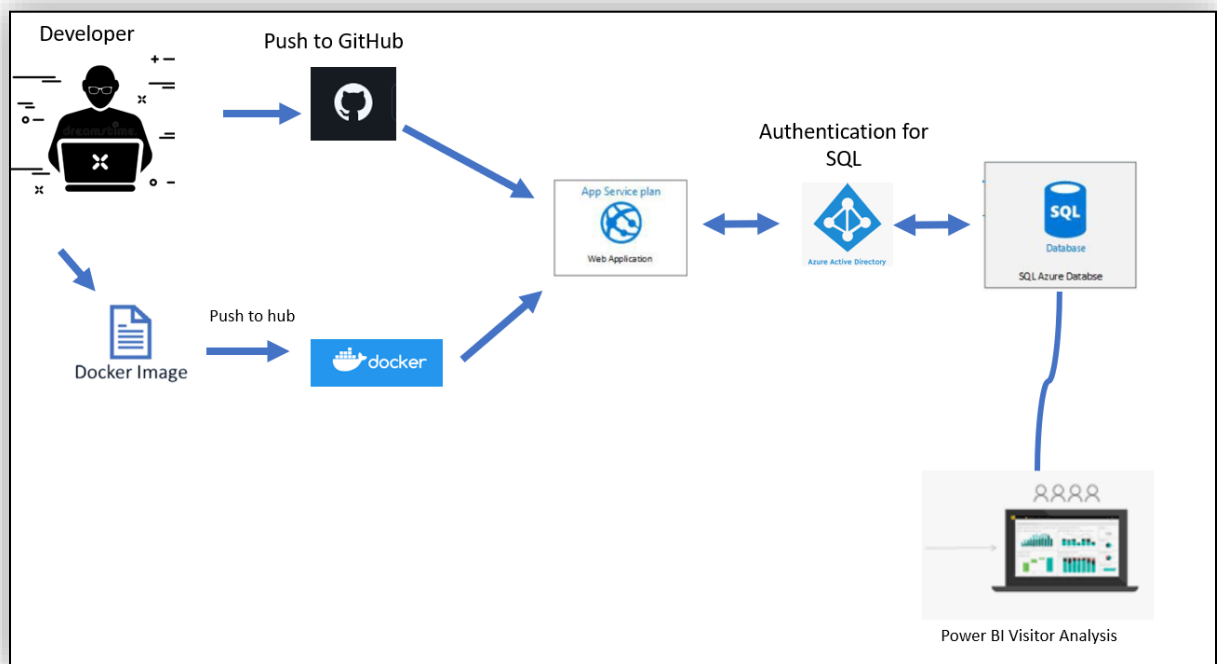 Developer
Push to GitHub
dreamstime
Authentication for
SQL
App Service plan
Web Application
Azure Active Directory
SQL
Database
SQL Azure Databse
Push to hub
docker
Docker Image
Power BI Visitor Analysis